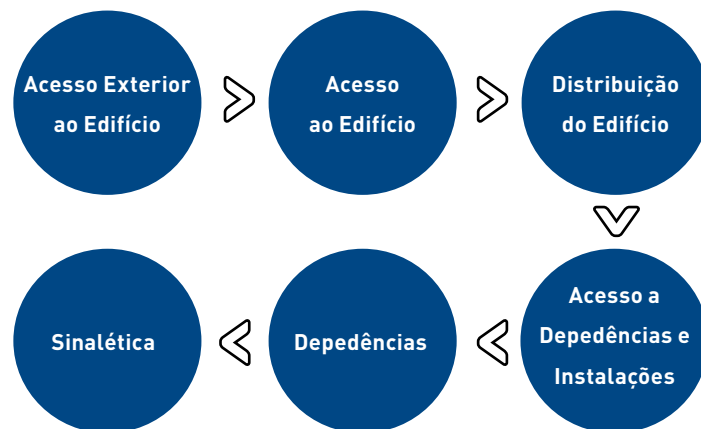 Acesso Exterior
ao Edifício
Acesso
ao Edifício
Distribuição
do Edifício
Acesso a
Depedências e
Instalações
Depedências
Sinalética